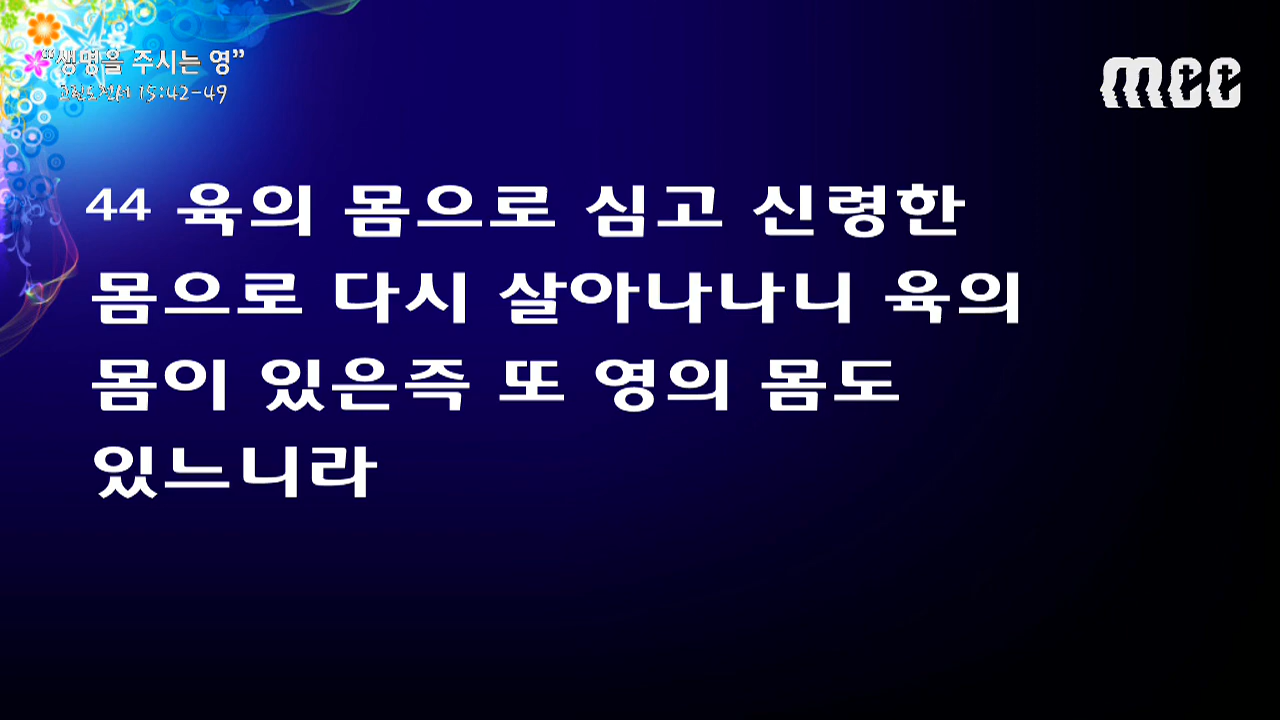 “생명을 주시는 영”
고린도전서 15:42-49
mcc
44 육의 몸으로 심고 신령한
몸으로 다시 살아나나니 육의
몸이 있은즉 또 영의 몸도
있느니라